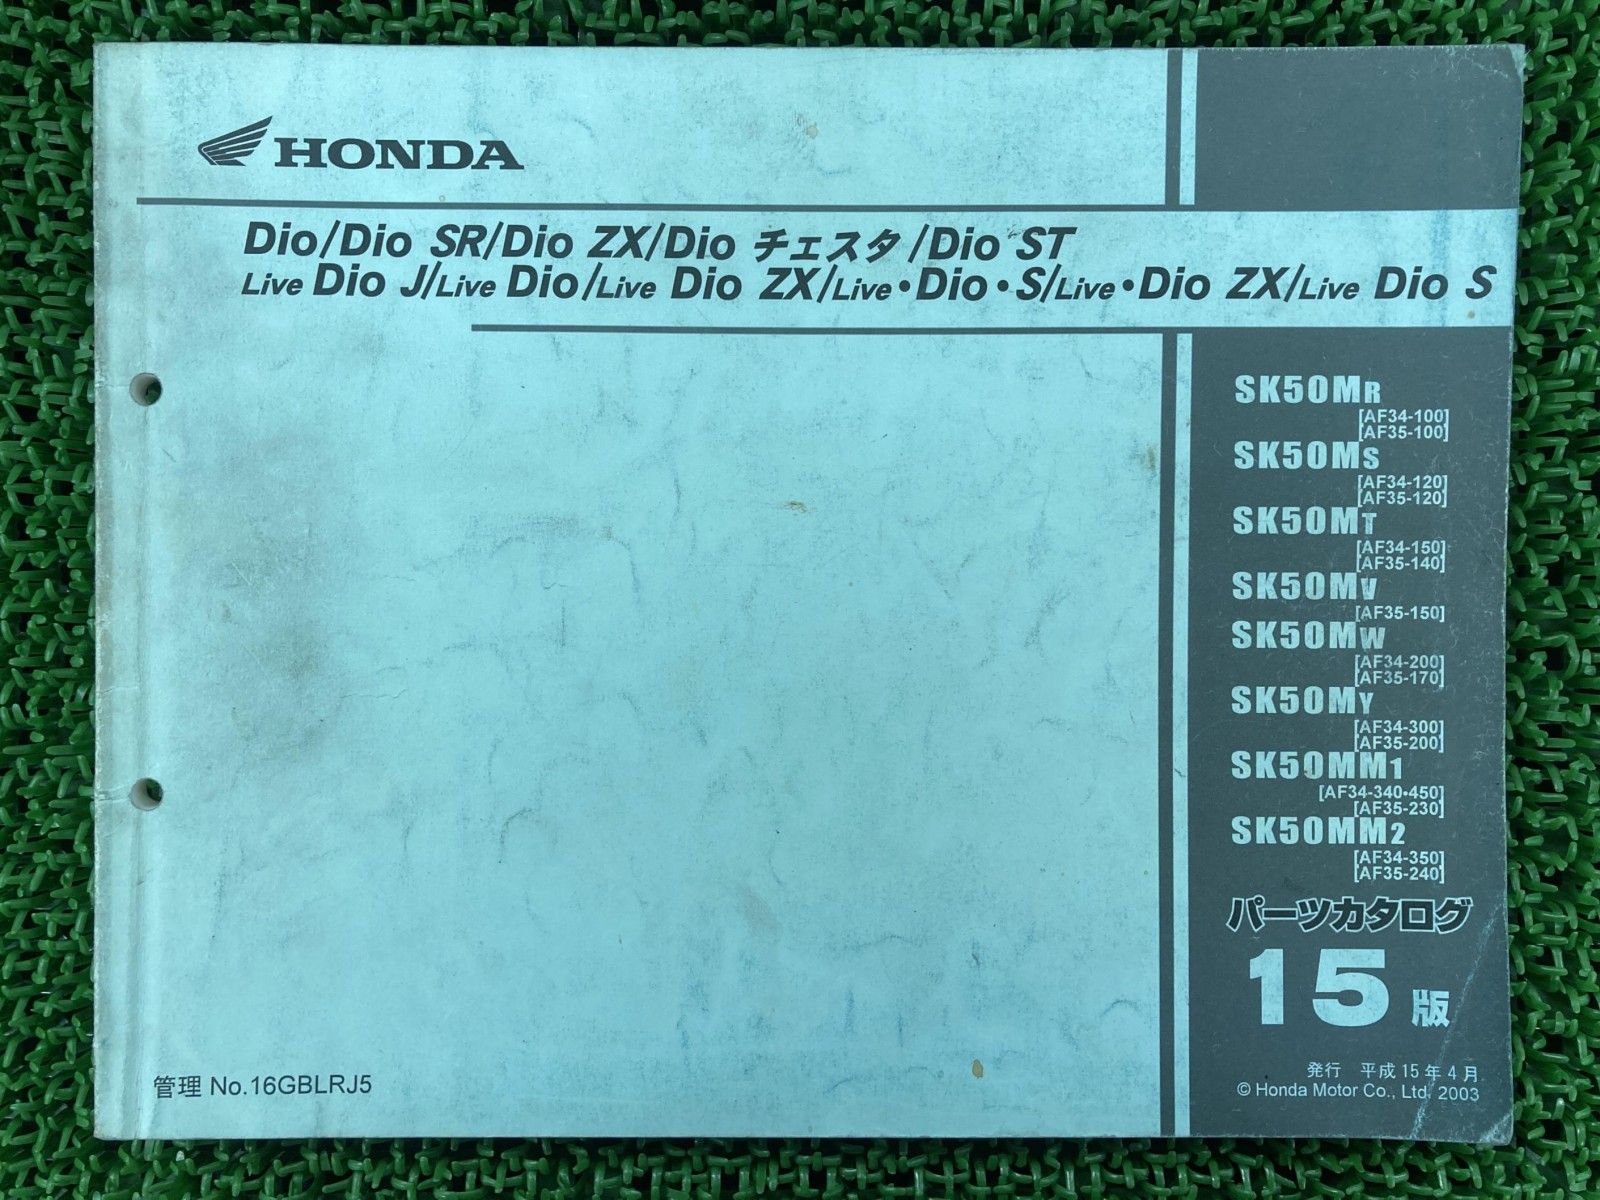 HONDA
Dio/Dio SR/Dio ZX/Dio チェスタ/Dio ST
Live Dio J/Live Dio/Live Dio ZX/Live・Dio・S/Live・Dio ZX/Live Dio S
SK50MR
[AF34-100]
[AF35-100]
SK50MS
[AF34-120]
[AF35-120]
SK50MT
[AF34-150]
[AF35-140]
SK50MV
[AF35-150]
SK50MW
[AF34-200]
[AF35-170]
SK50MY
[AF34-300]
[AF35-200]
SK50MM1
[AF34-340•450]
[AF35-230]
SK50MM2
[AF34-350]
[AF35-240]
パーツカタログ
15版
発行 平成15年4月
© Honda Motor Co., Ltd. 2003
管理 No.16GBLRJ5